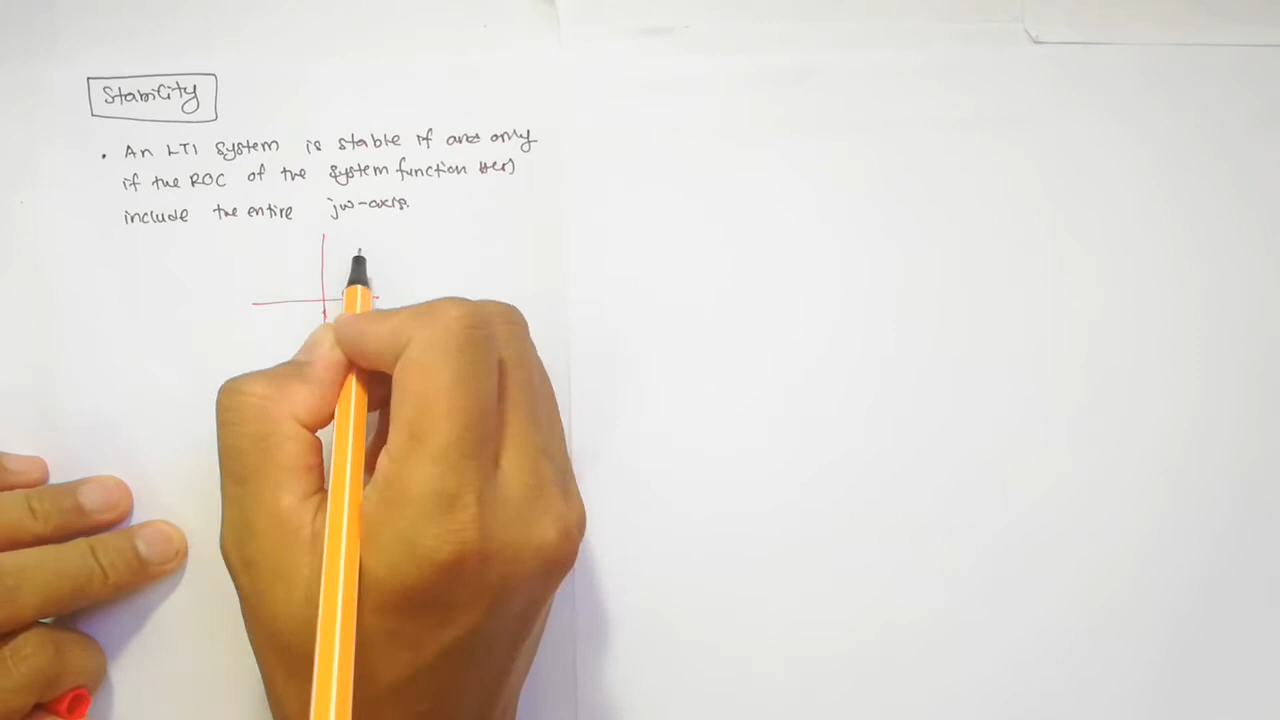 Stability
• An LTI system is stable if and only
if the ROC of the system function H(s)
include the entire jw-axis.